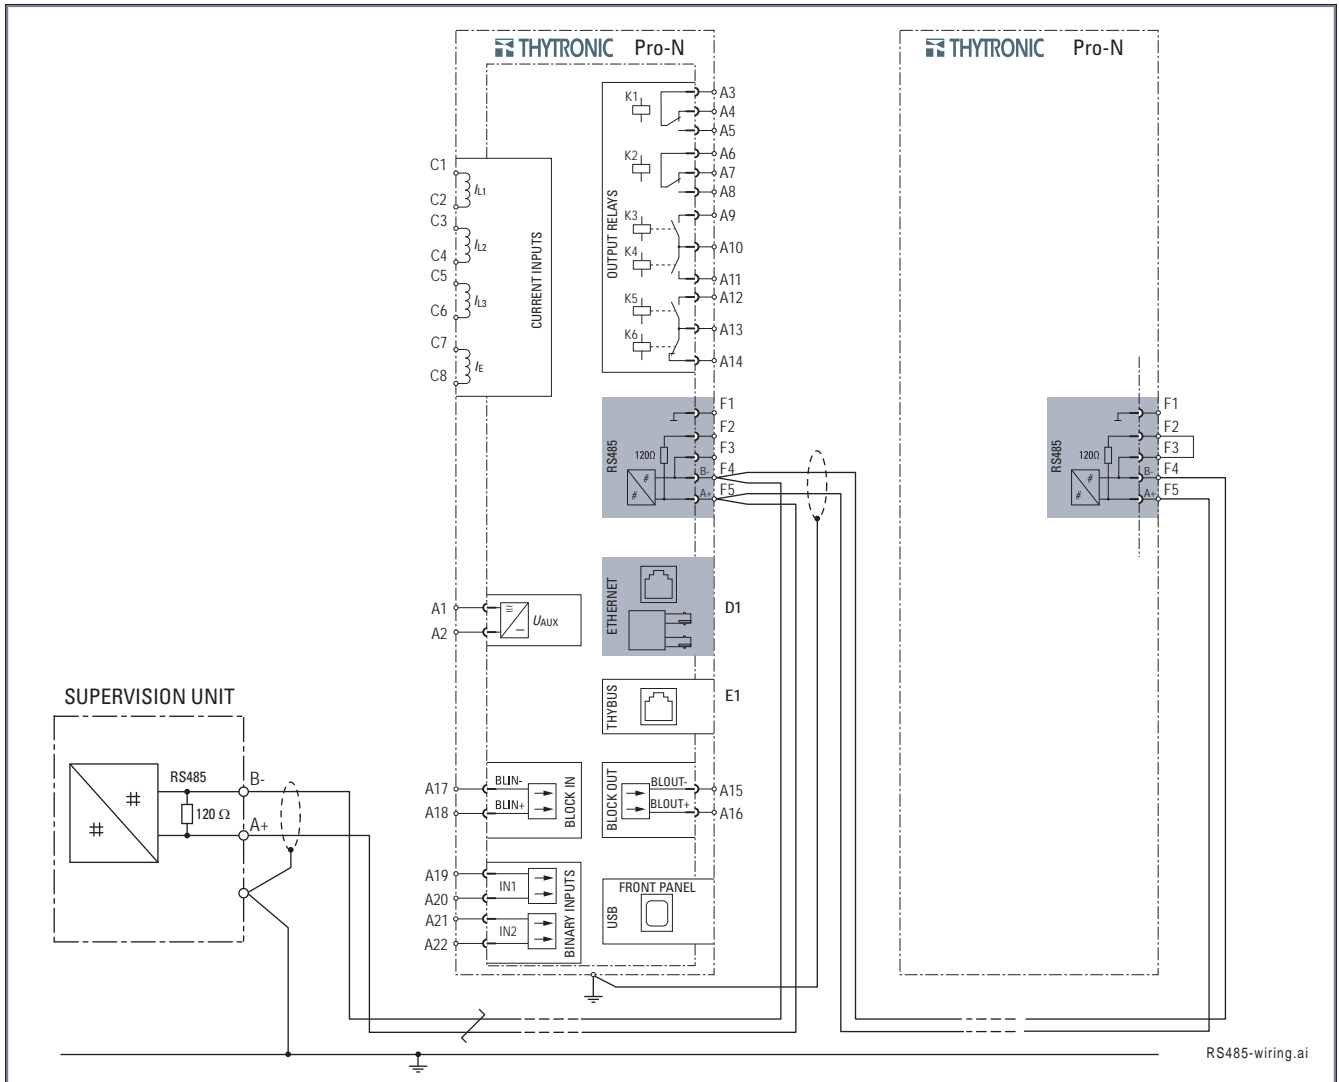 THYTRONIC Pro-N
THYTRONIC Pro-N
K1
A3
A4
A5
K2
A6
A7
A8
K3
A9
K4
A10
A11
K5
A12
K6
A13
A14
OUTPUT RELAYS
C1
IL1
C2
C3
IL2
C4
C5
IL3
C6
C7
IE
C8
CURRENT INPUTS
RS485
120Ω
#
#
B-
A+
F1
F2
F3
F4
F5
RS485
120Ω
#
#
B-
A+
F1
F2
F3
F4
F5
ETHERNET
D1
A1
A2
≅
UAUX
THYBUS
E1
SUPERVISION UNIT
RS485
B-
#
#
120 Ω
A+
A17
BLIN-
A18
BLIN+
BLOCK IN
BLOCK OUT
BLOUT-
A15
BLOUT+
A16
A19
IN1
A20
A21
IN2
A22
BINARY INPUTS
FRONT PANEL
USB
RS485-wiring.ai